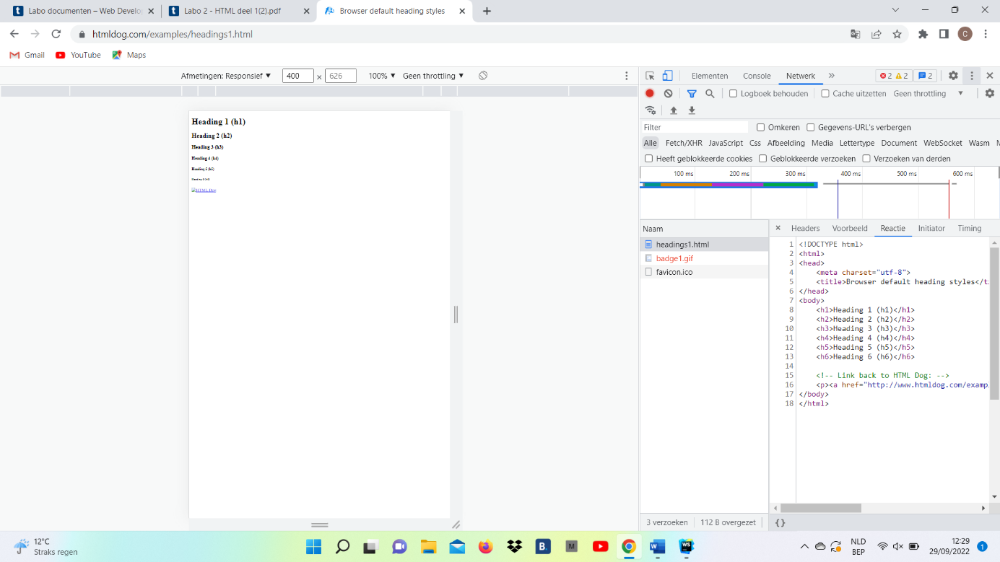 Labo documenten – Web Develo
Labo 2 - HTML deel 1(2).pdf
Browser default heading styles
htmldog.com/examples/headings1.html
C
Gmail
YouTube
Maps
Afmetingen: Responsief ▼
400
x
626
100% ▼
Geen throttling ▼
Heading 1 (h1)
Heading 2 (h2)
Heading 3 (h3)
Heading 4 (h4)
Heading 5 (h5)
Heading 6 (h6)
HTML Dog
Elementen
Console
Netwerk
2
2
2
Logboek behouden
Cache uitzetten
Geen throttling ▼
Filter
Omkeren
Gegevens-URL's verbergen
Alle
Fetch/XHR
JavaScript
Css
Afbeelding
Media
Lettertype
Document
WebSocket
Wasm
Heeft geblokkeerde cookies
Geblokkeerde verzoeken
Verzoeken van derden
100 ms
200 ms
300 ms
400 ms
500 ms
600 ms
Naam
headings1.html
badge1.gif
favicon.ico
Headers
Voorbeeld
Reactie
Initiator
Timing
1 <!DOCTYPE html>
2 <html>
3 <head>
4 <meta charset="utf-8">
5 <title>Browser default heading styles</ti
6 </head>
7 <body>
8 <h1>Heading 1 (h1)</h1>
9 <h2>Heading 2 (h2)</h2>
10 <h3>Heading 3 (h3)</h3>
11 <h4>Heading 4 (h4)</h4>
12 <h5>Heading 5 (h5)</h5>
13 <h6>Heading 6 (h6)</h6>
14
15 <!-- Link back to HTML Dog: -->
16 <p><a href="http://www.htmldog.com/examp
17 </body>
18 </html>
3 verzoeken
112 B overgezet
{}
12°C
Straks regen
NLD
BEP
12:29
29/09/2022
1